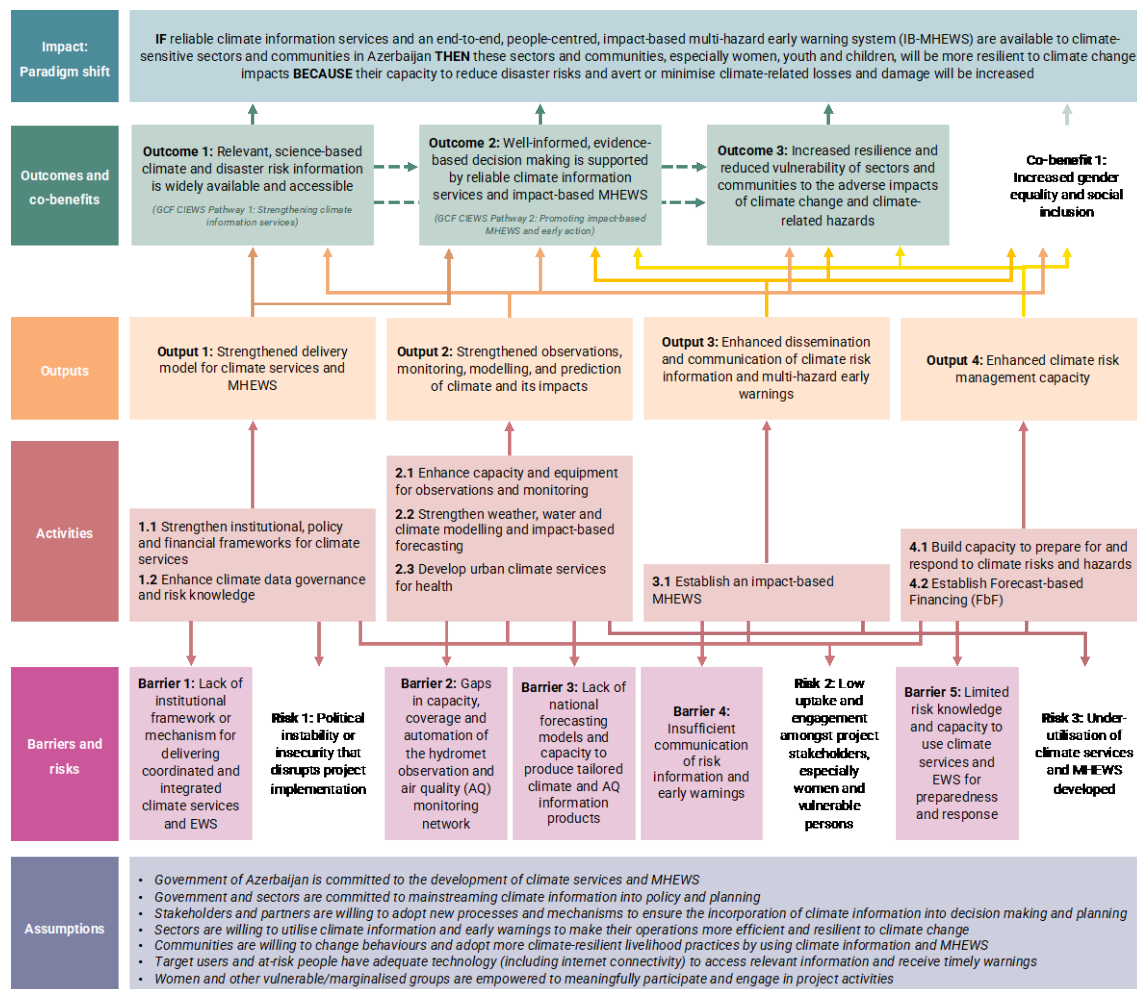 Impact:
Paradigm shift
IF reliable climate information services and an end-to-end, people-centred, impact-based multi-hazard early warning system (IB-MHEWS) are available to climate-
sensitive sectors and communities in Azerbaijan THEN these sectors and communities, especially women, youth and children, will be more resilient to climate change
impacts BECAUSE their capacity to reduce disaster risks and avert or minimise climate-related losses and damage will be increased
Outcomes and
co-benefits
Outcome 1: Relevant,
science-based
climate and disaster risk information
is widely available and accessible
(GCF CIEWS Pathway 1: Strengthening climate
information services)
Outcome 2: Well-informed, evidence-
based decision making is supported
by reliable climate information
services and impact-based MHEWS
(GCF CIEWS Pathway 2: Promoting impact-based
MHEWS and early action)
Outcome 3: Increased resilience and
reduced vulnerability of sectors and
communities to the adverse impacts
of climate change and climate-
related hazards
Co-benefit 1:
Increased gender
equality and social
inclusion
Outputs
Output 1: Strengthened delivery
model for climate services and
MHEWS
Output 2: Strengthened observations,
monitoring, modelling, and prediction
of climate and its impacts
Output 3: Enhanced dissemination
and communication of climate risk
information and multi-hazard early
warnings
Output 4: Enhanced climate risk
management capacity
Activities
1.1 Strengthen institutional, policy
and financial frameworks for climate
services
1.2 Enhance climate data governance
and risk knowledge
2.1 Enhance capacity and equipment
for observations and monitoring
2.2 Strengthen weather, water and
climate modelling and impact-based
forecasting
2.3 Develop urban climate services for
health
3.1 Establish an impact-based
MHEWS
4.1 Build capacity to prepare for and
respond to climate risks and hazards
4.2 Establish Forecast-based
Financing (FbF)
Barriers and
risks
Barrier 1: Lack of
institutional
framework or
mechanism for
delivering
coordinated and
integrated
climate services
and EWS
Risk 1: Political
instability or
insecurity that
disrupts project
implementation
Barrier 2: Gaps
in capacity,
coverage and
automation of
the hydromet
observation and
air quality (AQ)
monitoring
network
Barrier 3: Lack of
national
forecasting
models and
capacity to
produce tailored
climate and AQ
information
products
Barrier 4:
Insufficient
communication
of risk
information and
early warnings
Risk 2: Low
uptake and
engagement
amongst project
stakeholders,
especially
women and
vulnerable
persons
Barrier 5: Limited
risk knowledge
and capacity to
use climate
services and
EWS for
preparedness
and response
Risk 3: Under-
utilisation of
climate services
and MHEWS
developed
Assumptions
• Government of Azerbaijan is committed to the development of climate services and MHEWS
• Government and sectors are committed to mainstreaming climate information into policy and planning
• Stakeholders and partners are willing to adopt new processes and mechanisms to ensure the incorporation of climate information into decision making and planning
• Sectors are willing to utilise climate information and early warnings to make their operations more efficient and resilient to climate change
• Communities are willing to change behaviours and adopt more climate-resilient livelihood practices by using climate information and MHEWS
• Target users and at-risk people have adequate technology (including internet connectivity) to access relevant information and receive timely warnings
• Women and other vulnerable/marginalised groups are empowered to meaningfully participate and engage in project activities